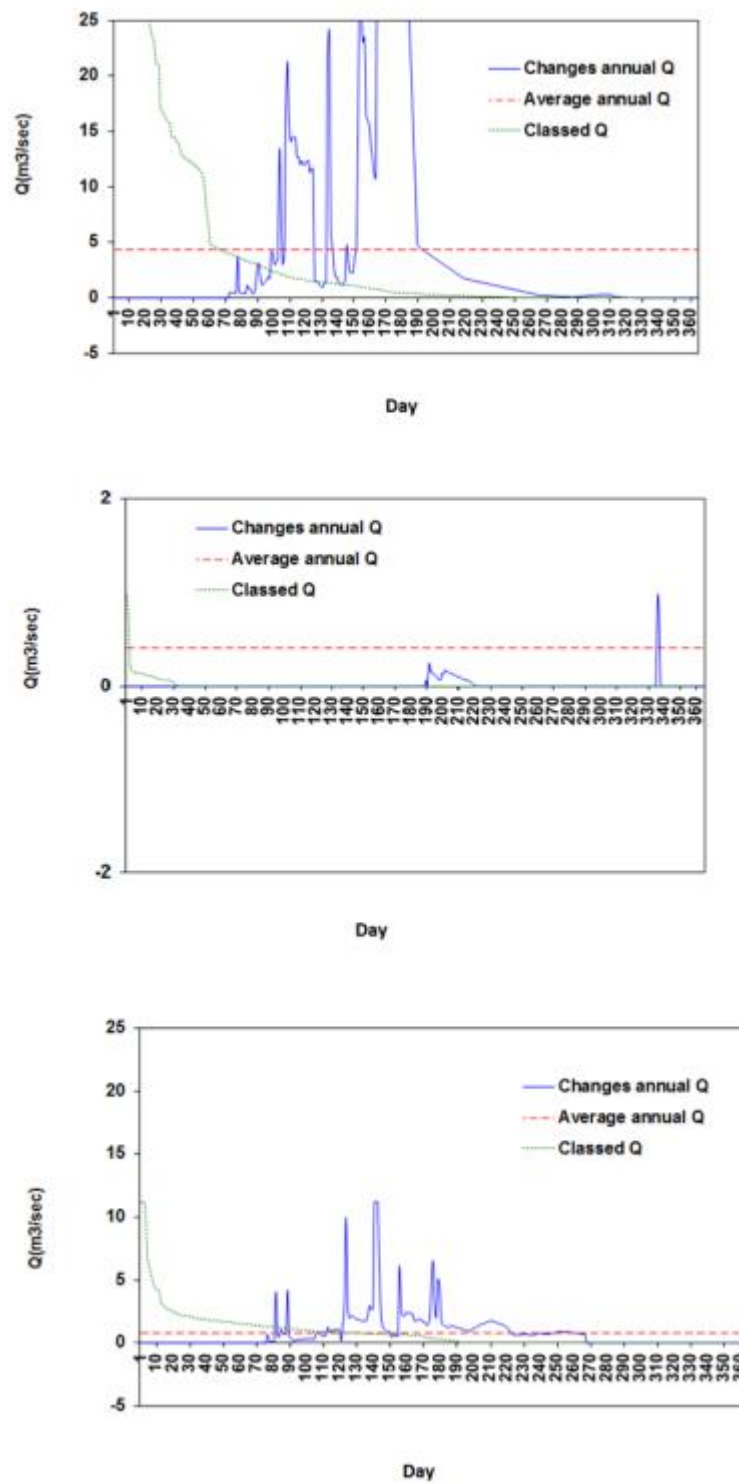 25
20
15
10
5
0
-5
Q(m3/sec)
Changes annual Q
Average annual Q
Classed Q
1 10 20 30 40 50 60 70 80 90 100 110 120 130 140 150 160 170 180 190 200 210 220 230 240 250 260 270 280 290 300 310 320 330 340 350 360
Day
2
0
-2
Q(m3/sec)
Changes annual Q
Average annual Q
Classed Q
1 10 20 30 40 50 60 70 80 90 100 110 120 130 140 150 160 170 180 190 200 210 220 230 240 250 260 270 280 290 300 310 320 330 340 350 360
Day
25
20
15
10
5
0
-5
Q(m3/sec)
Changes annual Q
Average annual Q
Classed Q
1 10 20 30 40 50 60 70 80 90 100 110 120 130 140 150 160 170 180 190 200 210 220 230 240 250 260 270 280 290 300 310 320 330 340 350 360
Day